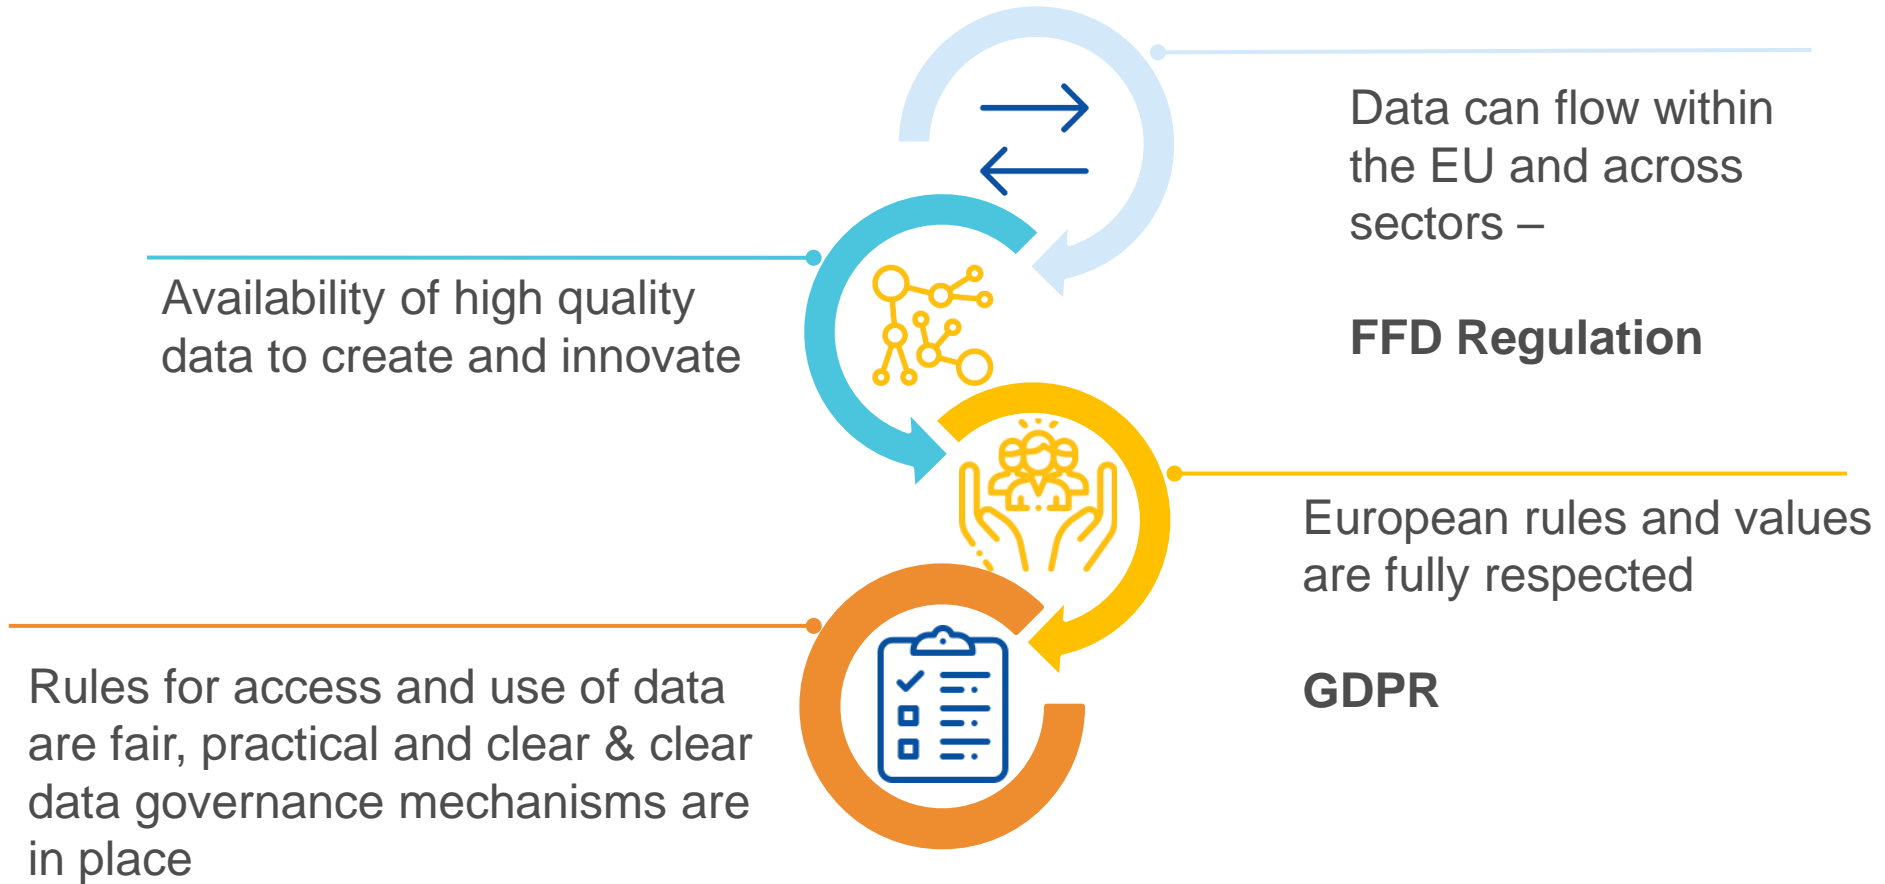 Data can flow within
the EU and across
sectors –
FFD Regulation
Availability of high quality
data to create and innovate
European rules and values
are fully respected
GDPR
Rules for access and use of data
are fair, practical and clear & clear
data governance mechanisms are
in place